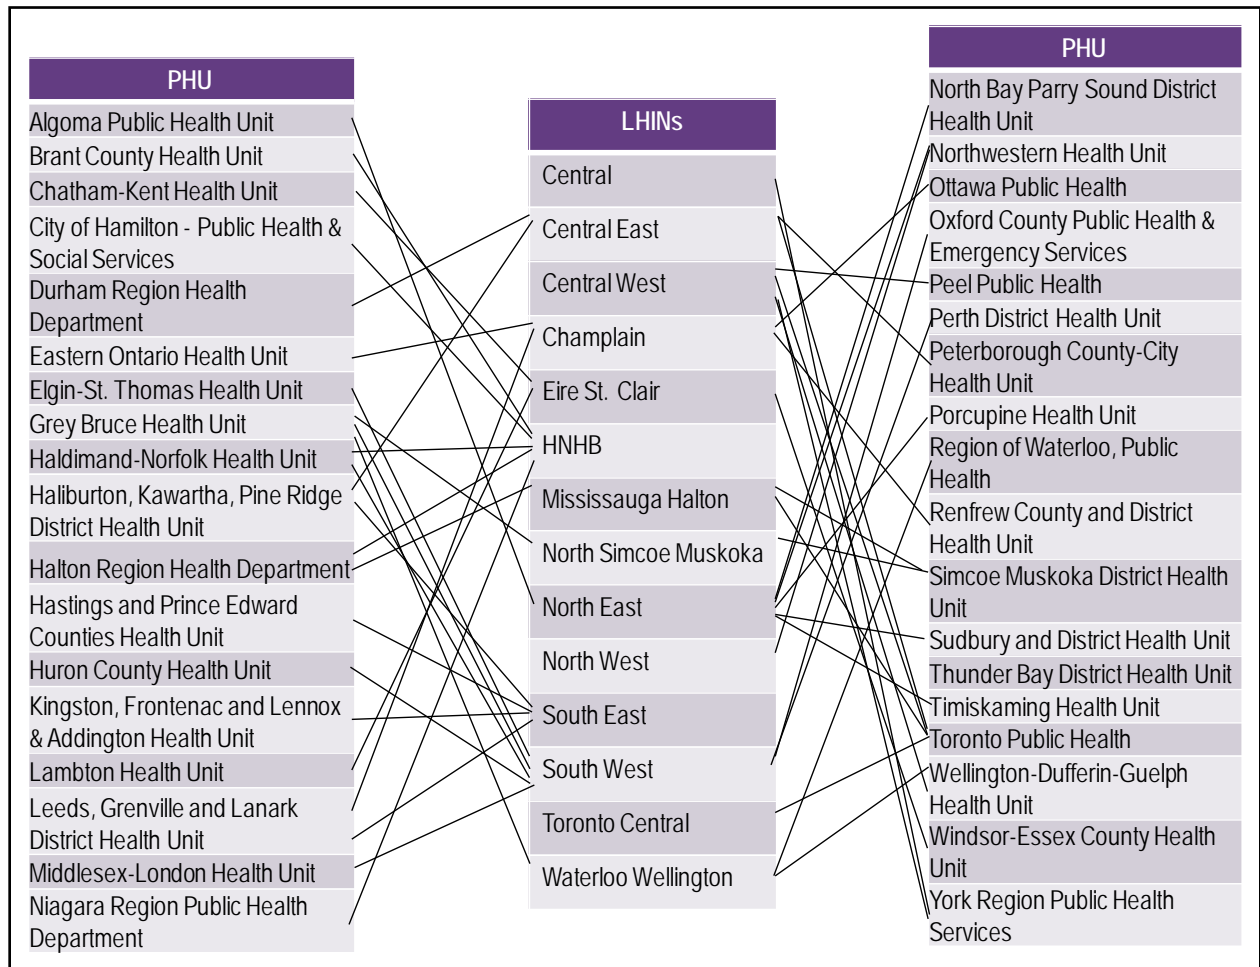 PHU
Algoma Public Health Unit
Brant County Health Unit
Chatham-Kent Health Unit
City of Hamilton - Public Health &
Social Services
Durham Region Health
Department
Eastern Ontario Health Unit
Elgin-St. Thomas Health Unit
Grey Bruce Health Unit
Haldimand-Norfolk Health Unit
Haliburton, Kawartha, Pine Ridge
District Health Unit
Halton Region Health Department
Hastings and Prince Edward
Counties Health Unit
Huron County Health Unit
Kingston, Frontenac and Lennox
& Addington Health Unit
Lambton Health Unit
Leeds, Grenville and Lanark
District Health Unit
Middlesex-London Health Unit
Niagara Region Public Health
Department
LHINs
Central
Central East
Central West
Champlain
Eire St. Clair
HNHB
Mississauga Halton
North Simcoe Muskoka
North East
North West
South East
South West
Toronto Central
Waterloo Wellington
PHU
North Bay Parry Sound District
Health Unit
Northwestern Health Unit
Ottawa Public Health
Oxford County Public Health &
Emergency Services
Peel Public Health
Perth District Health Unit
Peterborough County-City
Health Unit
Porcupine Health Unit
Region of Waterloo, Public
Health
Renfrew County and District
Health Unit
Simcoe Muskoka District Health
Unit
Sudbury and District Health Unit
Thunder Bay District Health Unit
Timiskaming Health Unit
Toronto Public Health
Wellington-Dufferin-Guelph
Health Unit
Windsor-Essex County Health
Unit
York Region Public Health
Services